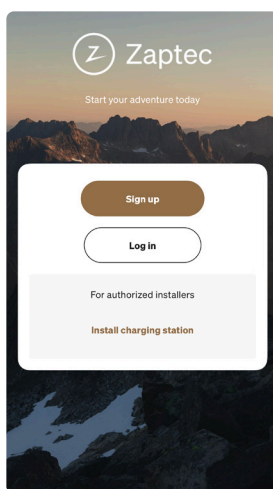 Zaptec
Start your adventure today
Sign up
Log in
For authorized installers
Install charging station